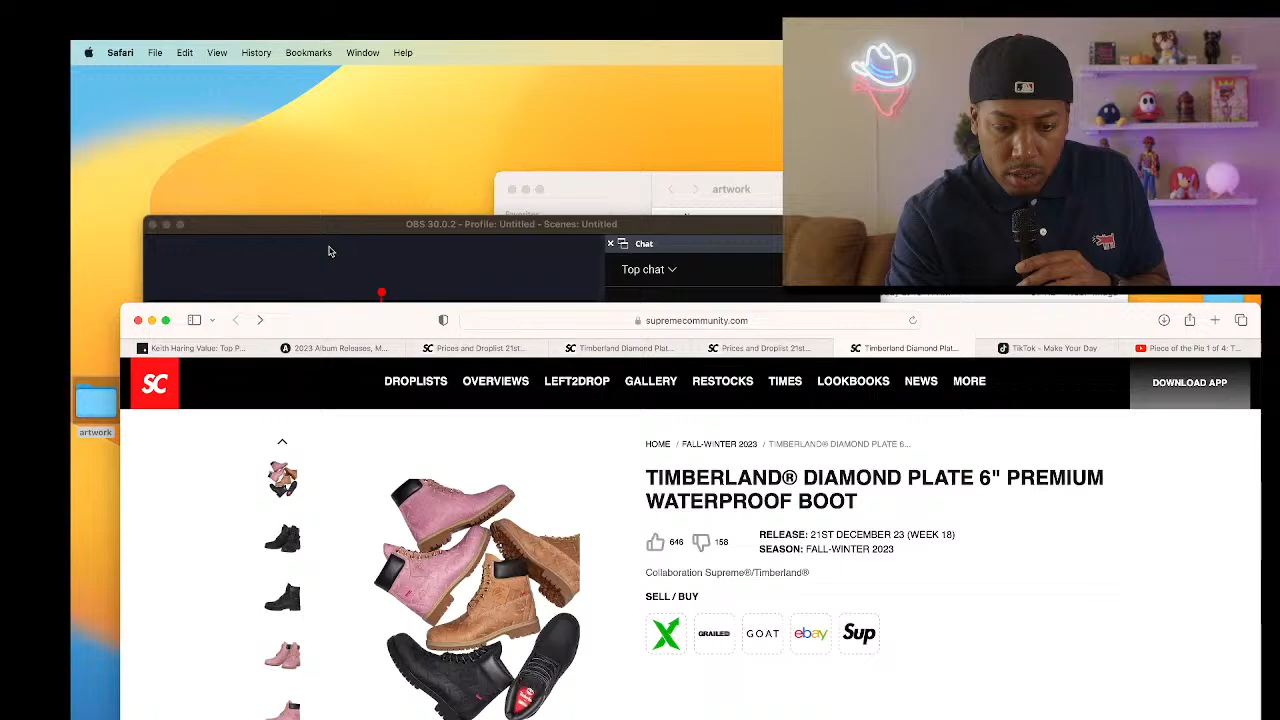 Safari File Edit View History Bookmarks Window Help
artwork
OBS 30.0.2 - Profile: Untitled - Scenes: Untitled
Chat
Top chat
supremecommunity.com
Keith Haring Value: Top P...
2023 Album Releases, M...
SC Prices and Droplist 21st...
SC Timberland Diamond Plat...
SC Prices and Droplist 21st...
SC Timberland Diamond Plat...
TikTok - Make Your Day
Piece of the Pie 1 of 4: T...
SC
DROPLISTS OVERVIEWS LEFT2DROP GALLERY RESTOCKS TIMES LOOKBOOKS NEWS MORE
DOWNLOAD APP
artwork
HOME / FALL-WINTER 2023 / TIMBERLAND® DIAMOND PLATE 6...
TIMBERLAND® DIAMOND PLATE 6" PREMIUM
WATERPROOF BOOT
646 158
RELEASE: 21ST DECEMBER 23 (WEEK 18)
SEASON: FALL-WINTER 2023
Collaboration Supreme®/Timberland®
SELL / BUY
GRAILED
GOAT
ebay
Sup